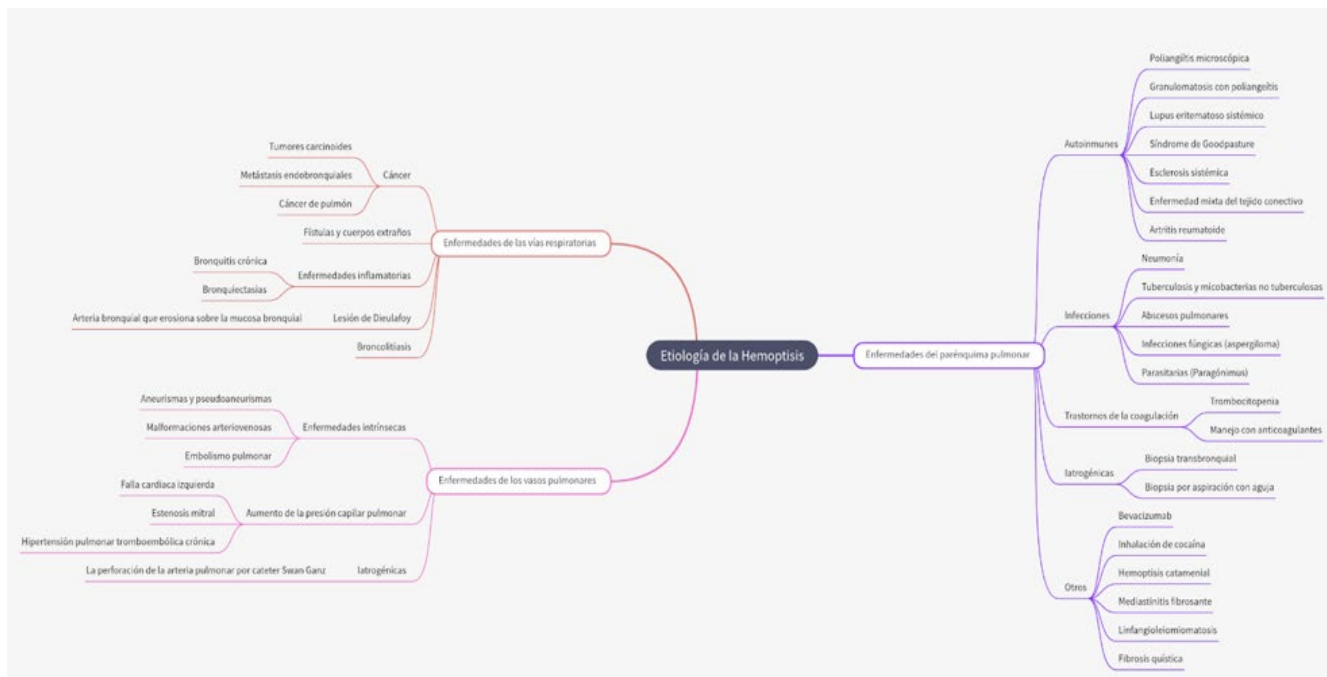 Etiología de la Hemoptisis
Enfermedades de las vías respiratorias
Cáncer
Tumores carcinoides
Metástasis endobronquiales
Cáncer de pulmón
Fístulas y cuerpos extraños
Enfermedades inflamatorias
Bronquitis crónica
Bronquiectasias
Lesión de Dieulafoy
Arteria bronquial que erosiona sobre la mucosa bronquial
Broncolitiasis
Enfermedades de los vasos pulmonares
Enfermedades intrínsecas
Aneurismas y pseudoaneurismas
Malformaciones arteriovenosas
Embolismo pulmonar
Aumento de la presión capilar pulmonar
Falla cardiaca izquierda
Estenosis mitral
Hipertensión pulmonar tromboembólica crónica
Iatrogénicas
La perforación de la arteria pulmonar por cateter Swan Ganz
Enfermedades del parénquima pulmonar
Autoinmunes
Poliangiítis microscópica
Granulomatosis con poliangeítis
Lupus eritematoso sistémico
Síndrome de Goodpasture
Esclerosis sistémica
Enfermedad mixta del tejido conectivo
Artritis reumatoide
Infecciones
Neumonía
Tuberculosis y micobacterias no tuberculosas
Abscesos pulmonares
Infecciones fúngicas (aspergiloma)
Parasitarias (Paragónimus)
Trastornos de la coagulación
Trombocitopenia
Manejo con anticoagulantes
Iatrogénicas
Biopsia transbronquial
Biopsia por aspiración con aguja
Otros
Bevacizumab
Inhalación de cocaína
Hemoptisis catamenial
Mediastinitis fibrosante
Linfangioleiomiomatosis
Fibrosis quística